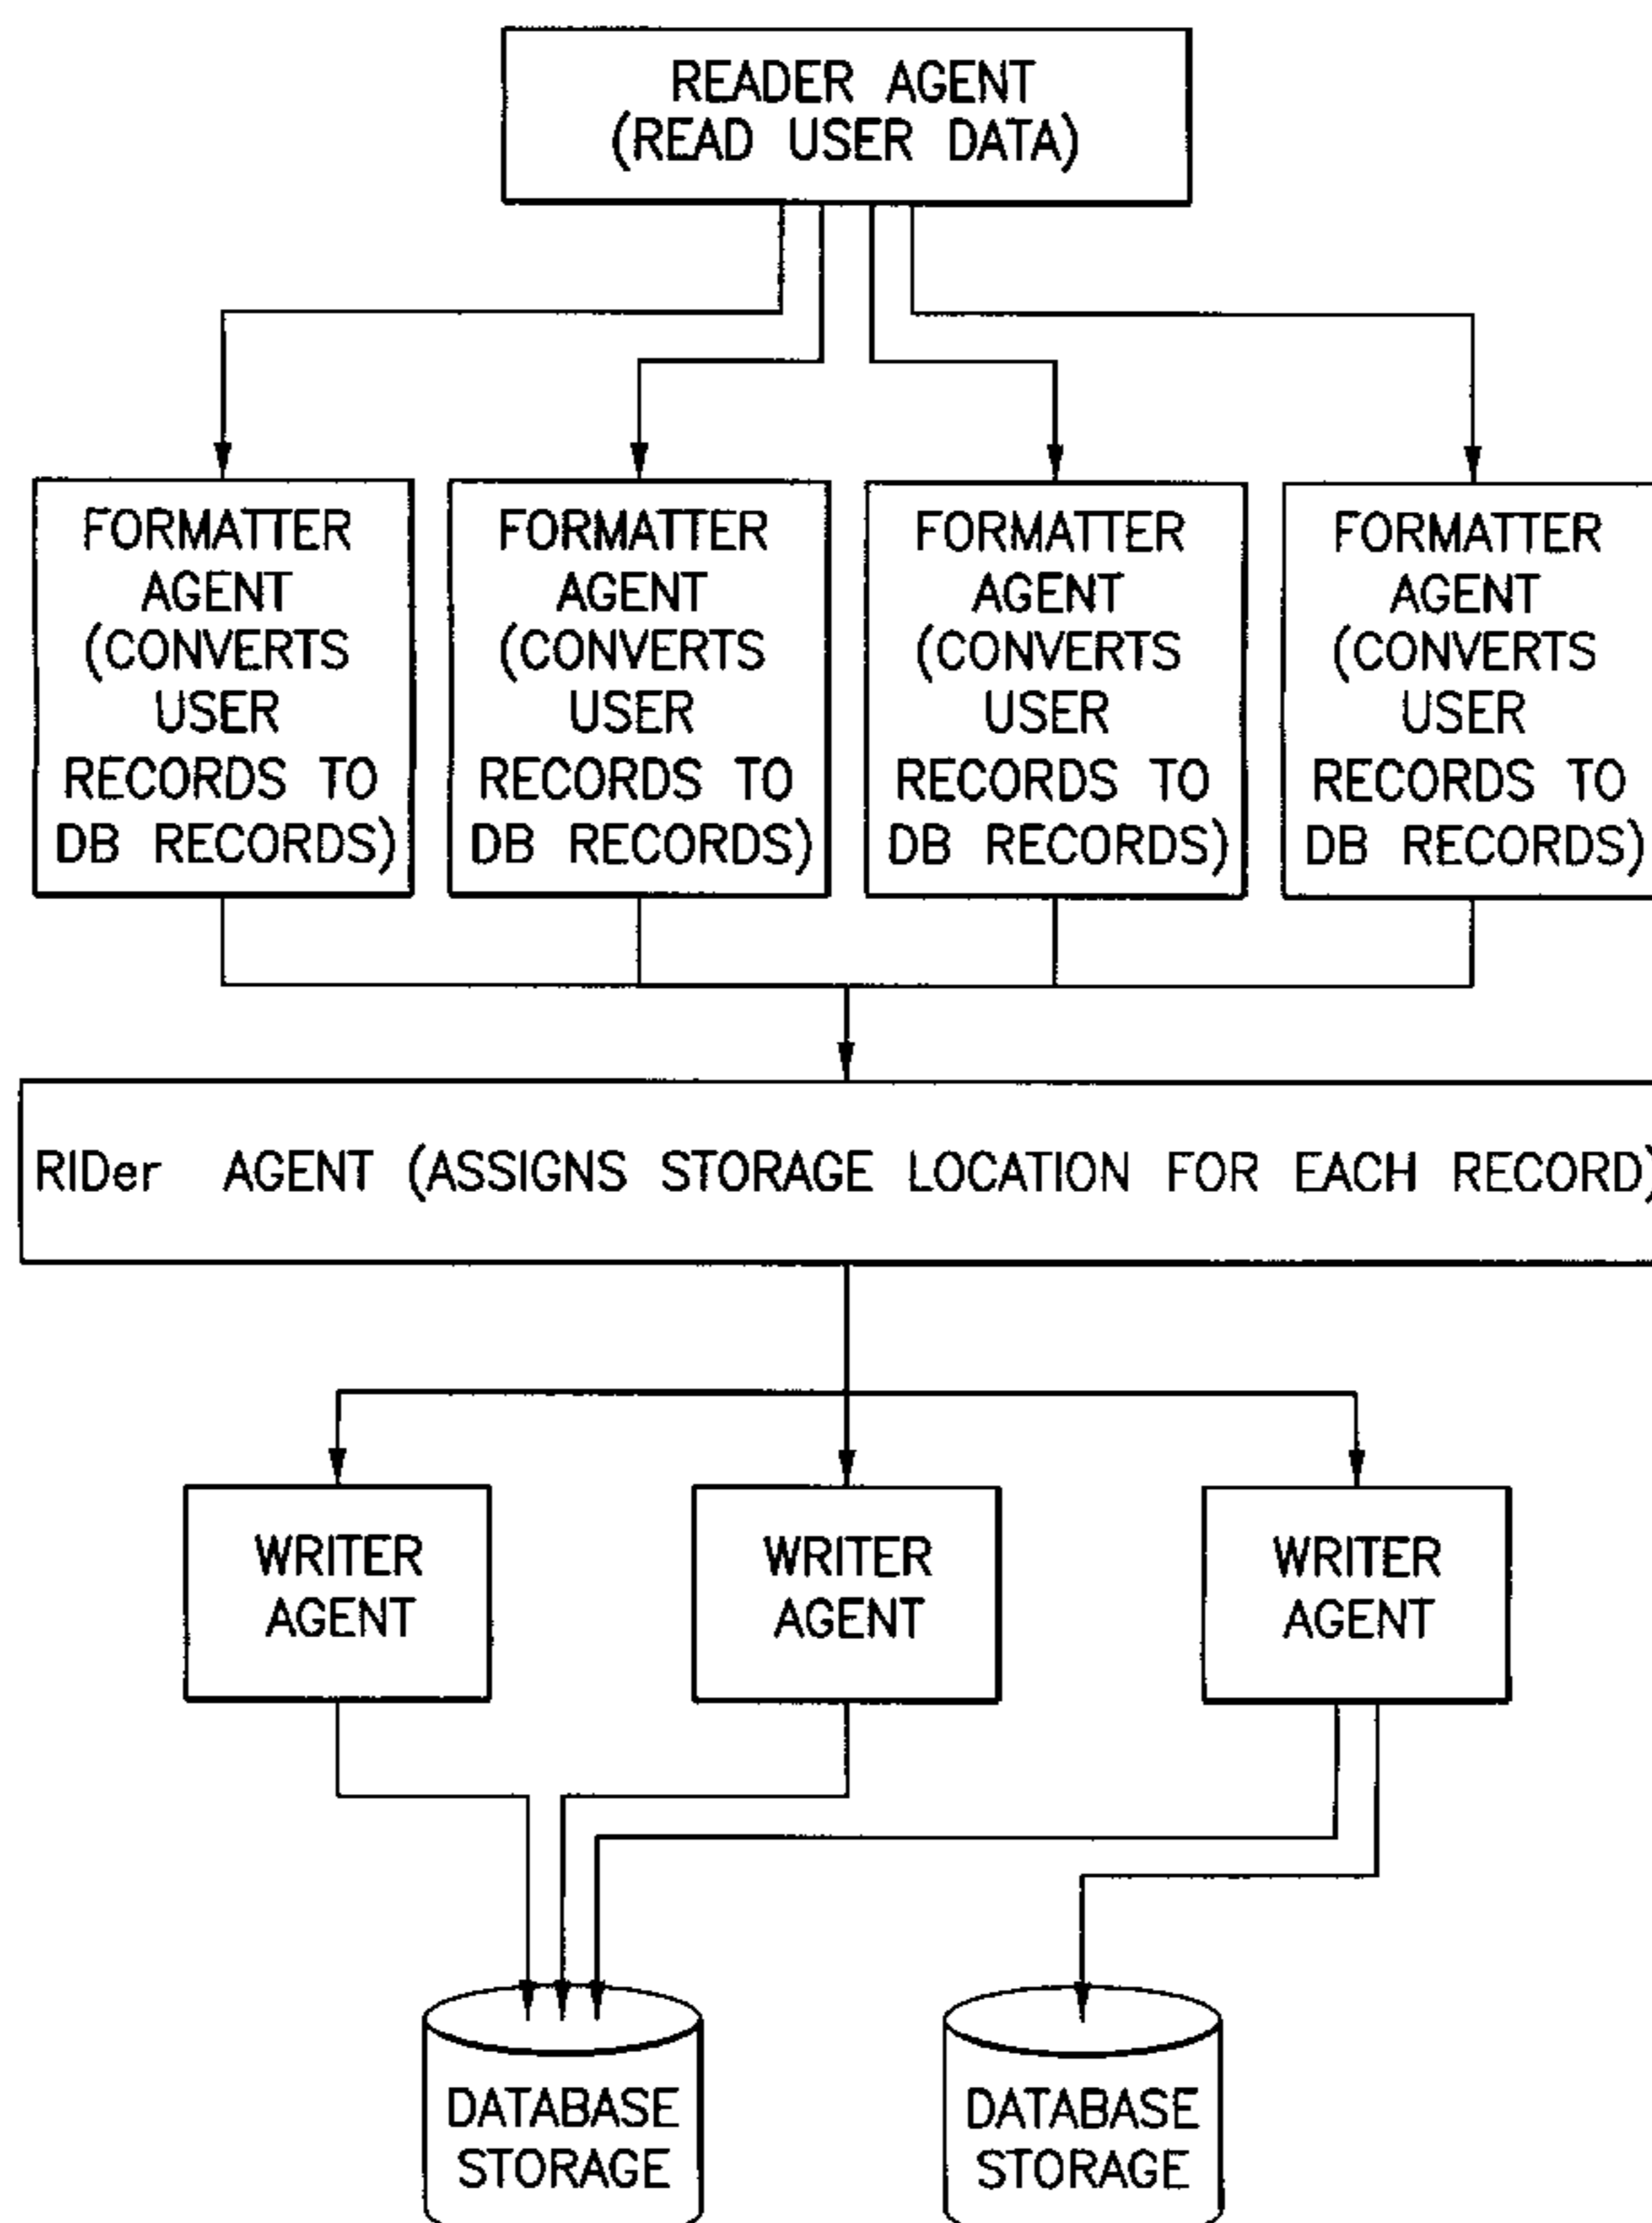 READER AGENT
(READ USER DATA)
FORMATTER
AGENT
(CONVERTS
USER
RECORDS TO
DB RECORDS)
FORMATTER
AGENT
(CONVERTS
USER
RECORDS TO
DB RECORDS)
FORMATTER
AGENT
(CONVERTS
USER
RECORDS TO
DB RECORDS)
FORMATTER
AGENT
(CONVERTS
USER
RECORDS TO
DB RECORDS)
RIDer AGENT (ASSIGNS STORAGE LOCATION FOR EACH RECORD)
WRITER
AGENT
WRITER
AGENT
WRITER
AGENT
DATABASE
STORAGE
DATABASE
STORAGE